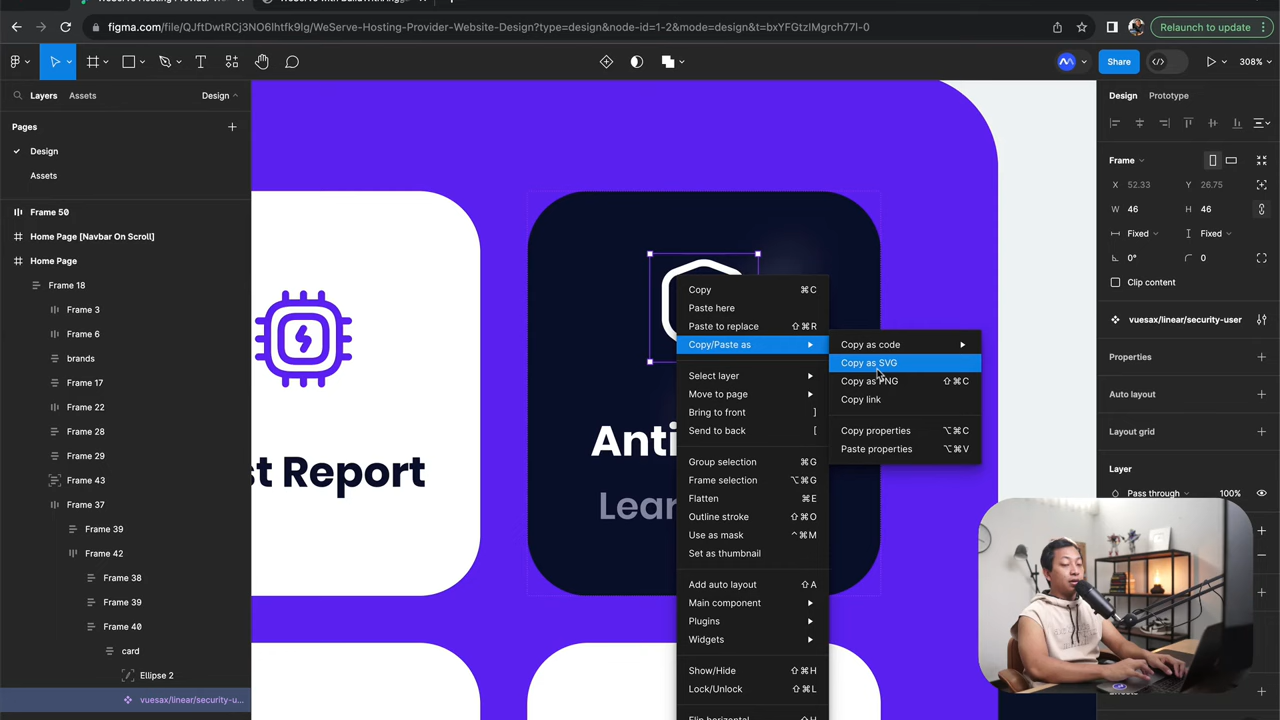 figma.com/file/QJftDwtRCj3NO6lhtfk9lg/WeServe-Hosting-Provider-Website-Design?type=design&node-id=1-2&mode=design&t=bxYFGtzIMgrch77l-0
Relaunch to update
Share
308%
Layers
Assets
Design
Pages
Design
Assets
Frame 50
Home Page [Navbar On Scroll]
Home Page
Frame 18
Frame 3
Frame 6
brands
Frame 17
Frame 22
Frame 28
Frame 29
Frame 43
Frame 37
Frame 39
Frame 42
Frame 38
Frame 39
Frame 40
card
Ellipse 2
vuesax/linear/security-u...
st Report
Anti
Lear
Copy ⌘C
Paste here
Paste to replace ⇧⌘R
Copy/Paste as
Select layer
Move to page
Bring to front ]
Send to back [
Group selection ⌘G
Frame selection ⌥⌘G
Flatten ⌘E
Outline stroke ⇧⌘O
Use as mask ^⌘M
Set as thumbnail
Add auto layout ⇧A
Main component
Plugins
Widgets
Show/Hide ⇧⌘H
Lock/Unlock ⇧⌘L
Copy as code
Copy as SVG
Copy as PNG ⇧⌘C
Copy link
Copy properties ⌥⌘C
Paste properties ⌥⌘V
Design
Prototype
Frame
X 52.33 Y 26.75
W 46 H 46
Fixed Fixed
0° 0
Clip content
vuesax/linear/security-user
Properties
Auto layout
Layout grid
Layer
Pass through 100%